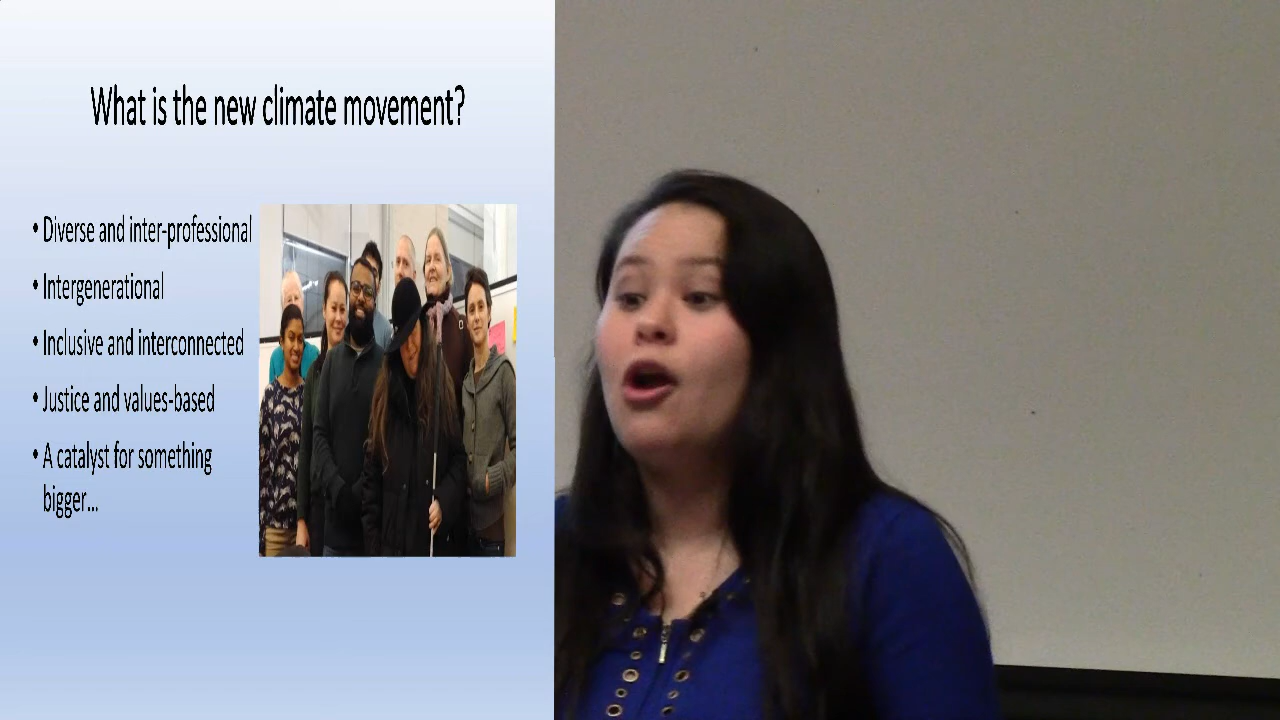 What is the new climate movement?
• Diverse and inter-professional
• Intergenerational
• Inclusive and interconnected
• Justice and values-based
• A catalyst for something
bigger...